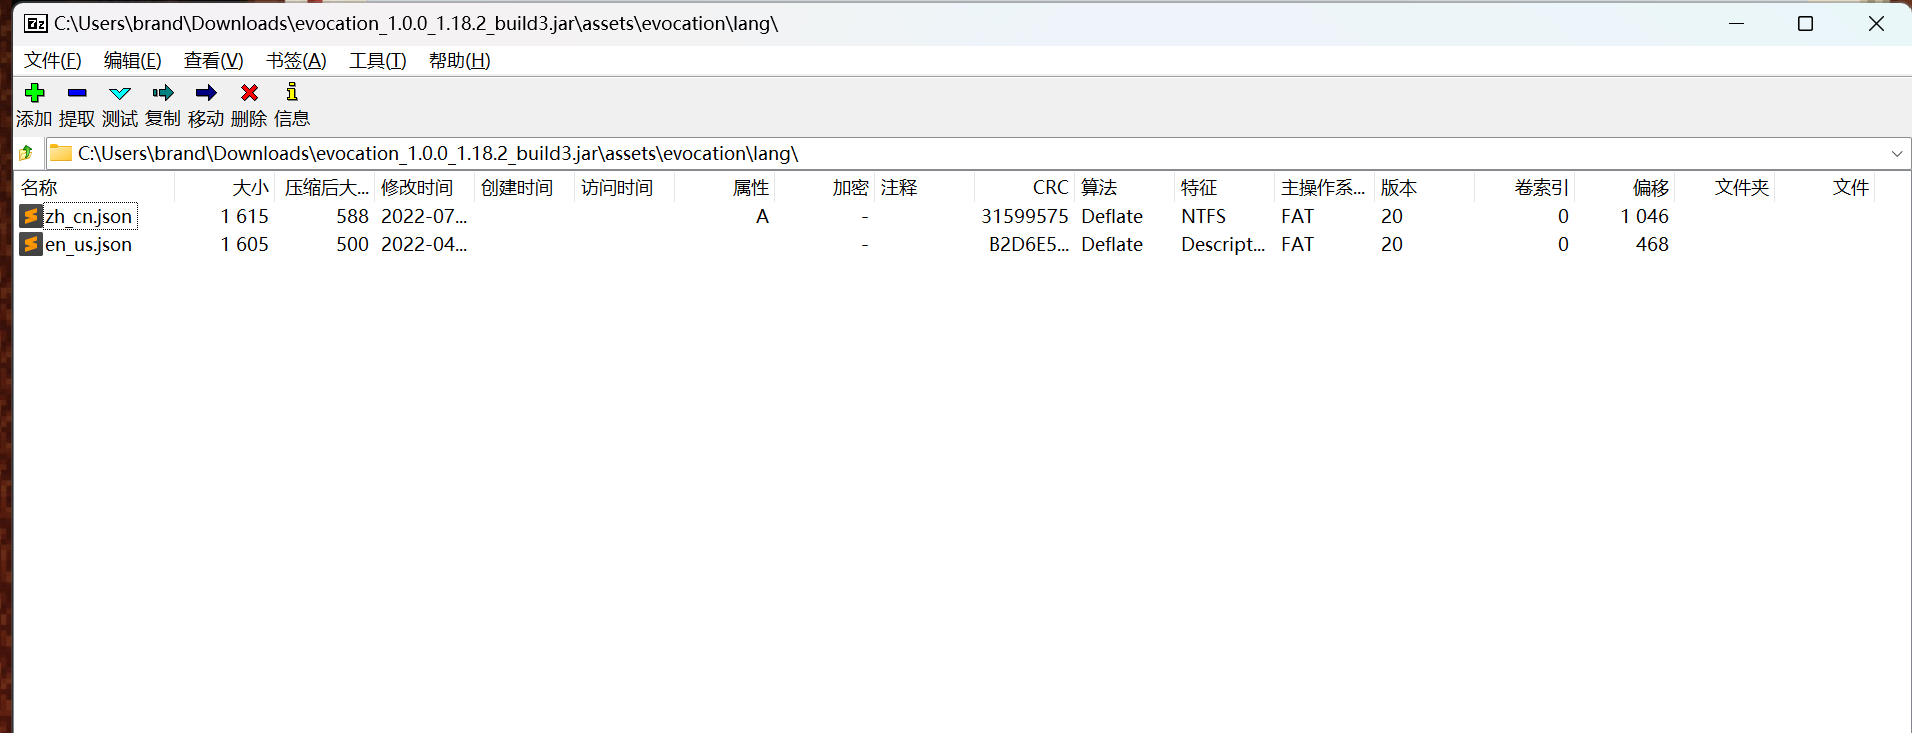 C:\Users\brand\Downloads\evocation_1.0.0_1.18.2_build3.jar\assets\evocation\lang\
文件(F) 编辑(E) 查看(V) 书签(A) 工具(T) 帮助(H)
添加 提取 测试 复制 移动 删除 信息
C:\Users\brand\Downloads\evocation_1.0.0_1.18.2_build3.jar\assets\evocation\lang\
名称 大小 压缩后大... 修改时间 创建时间 访问时间 属性 加密 注释 CRC 算法 特征 主操作系... 版本 卷索引 偏移 文件夹 文件
zh_cn.json 1 615 588 2022-07... A - 31599575 Deflate NTFS FAT 20 0 1 046
en_us.json 1 605 500 2022-04... - B2D6E5... Deflate Descript... FAT 20 0 468